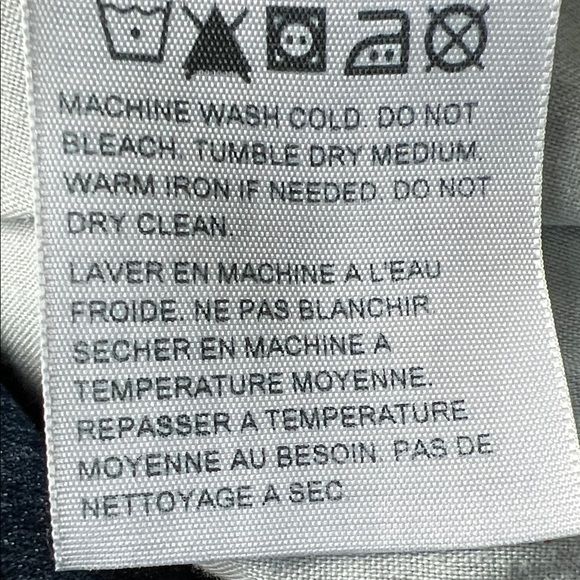 MACHINE WASH COLD. DO NOT
BLEACH. TUMBLE DRY MEDIUM.
WARM IRON IF NEEDED. DO NOT
DRY CLEAN.
LAVER EN MACHINE A L'EAU
FROIDE. NE PAS BLANCHIR.
SECHER EN MACHINE A
TEMPERATURE MOYENNE.
REPASSER A TEMPERATURE
MOYENNE AU BESOIN. PAS DE
NETTOYAGE A SEC